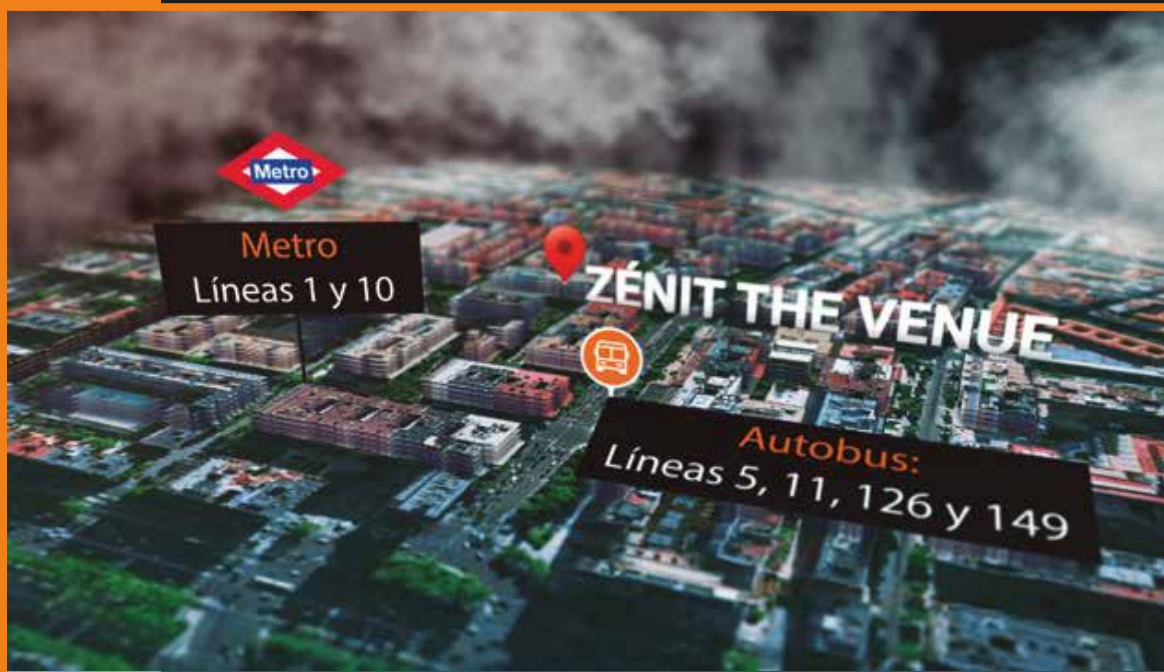 Metro
Metro
Líneas 1 y 10
ZÉNIT THE VENUE
Autobus:
Líneas 5, 11, 126 y 149